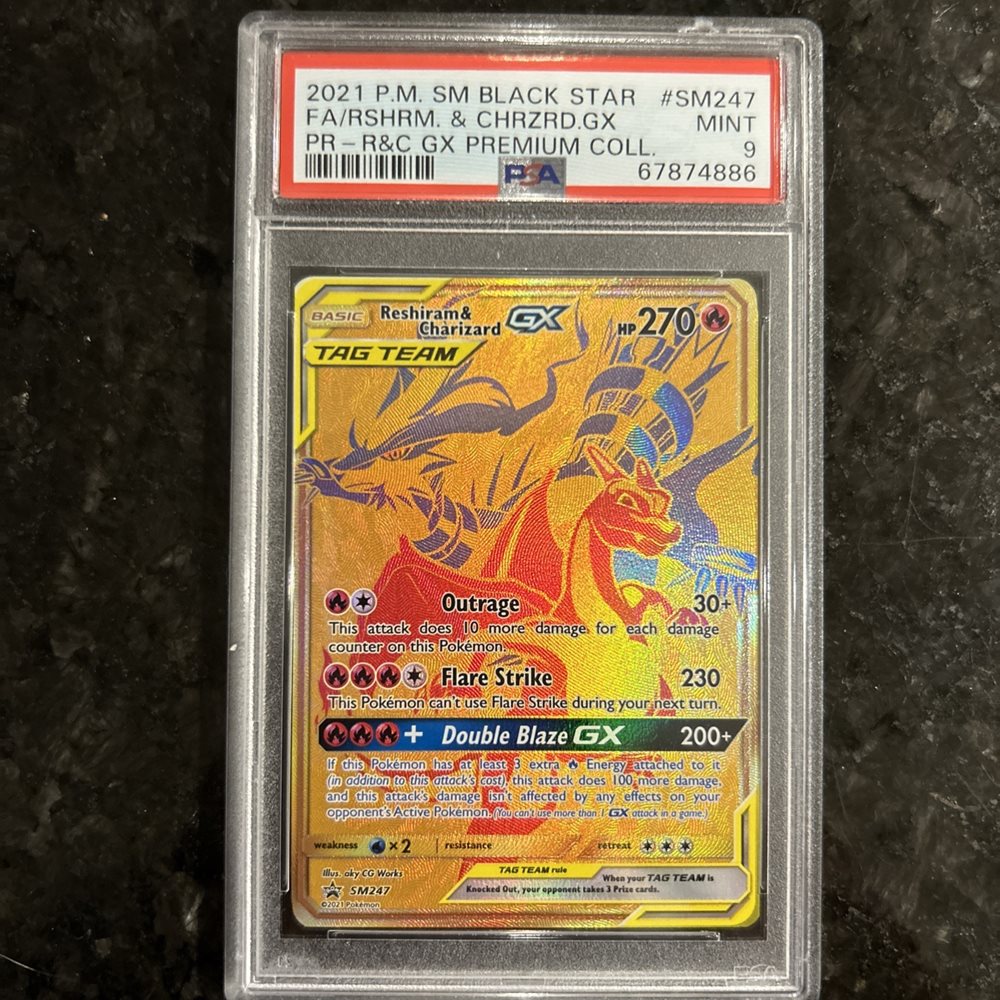 2021 P.M. SM BLACK STAR #SM247
FA/RSHRM. & CHRZRD.GX MINT
PR – R&C GX PREMIUM COLL. 9
PSA 67874886
BASIC Reshiram& Charizard GX HP 270
TAG TEAM
Outrage 30+
This attack does 10 more damage for each damage
counter on this Pokémon.
Flare Strike 230
This Pokémon can't use Flare Strike during your next turn.
+ Double Blaze GX 200+
If this Pokémon has at least 3 extra Energy attached to it
(in addition to this attack's cost), this attack does 100 more damage,
and this attack's damage isn't affected by any effects on your
opponent's Active Pokémon. (You can't use more than 1 GX attack in a game.)
weakness ×2 resistance retreat
Illus. aky CG Works
TAG TEAM rule When your TAG TEAM is
Knocked Out, your opponent takes 3 Prize cards.
SM247
©2021 Pokémon